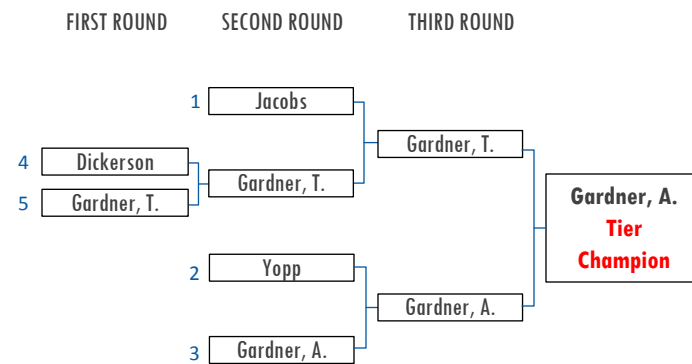 FIRST ROUND SECOND ROUND THIRD ROUND
1 Jacobs
4 Dickerson
Gardner, T.
Gardner, T.
5 Gardner, T.
Gardner, A.
Tier
Champion
2 Yopp
Gardner, A.
3 Gardner, A.